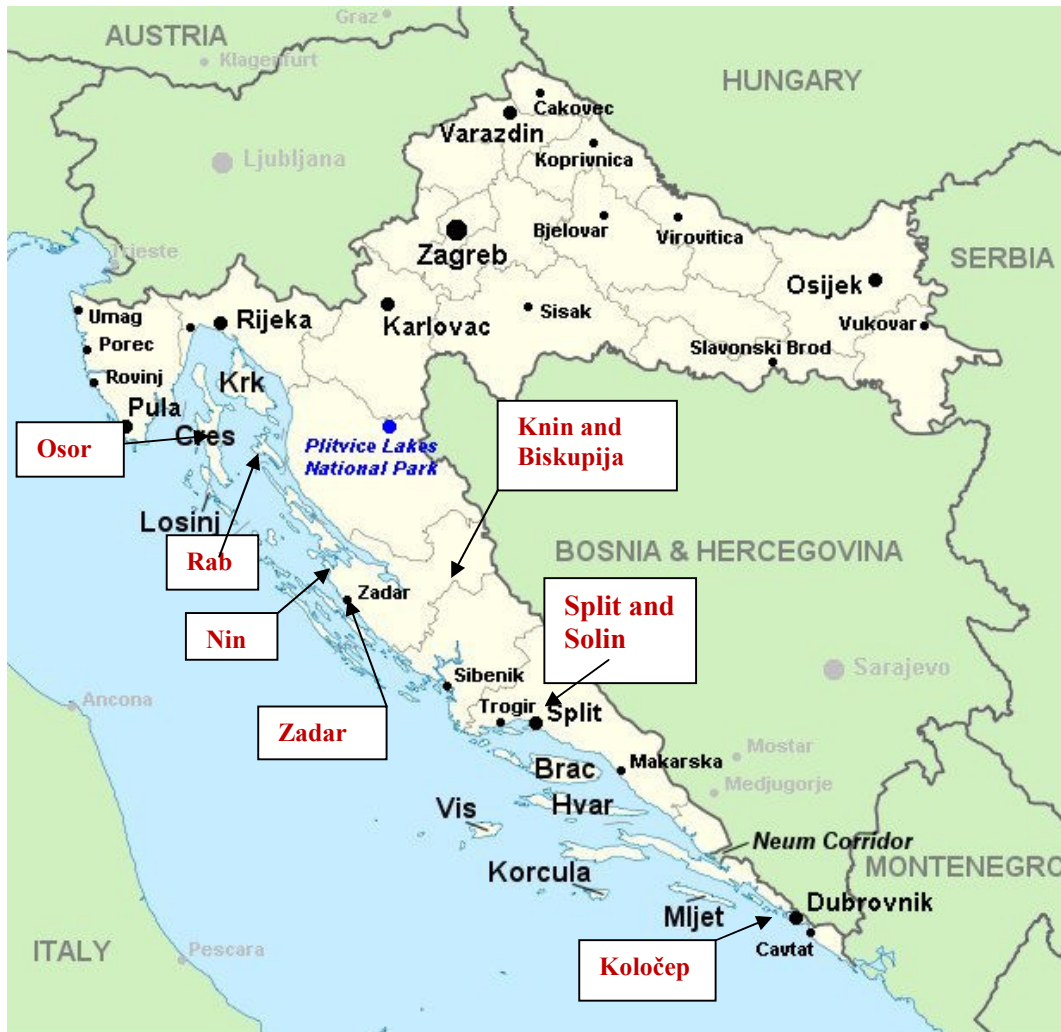 Graz
AUSTRIA
Klagenfurt
HUNGARY
Cakovec
Varazdin
Koprivnica
Ljubljana
Bjelovar
Virovitica
Zagreb
Trieste
SERBIA
Osijek
Umag
Rijeka
Karlovac
Sisak
Vukovar
Porec
Slavonski Brod
Rovinj
Krk
Pula
Osor
Cres
Plitvice Lakes
National Park
Knin and
Biskupija
Losinj
BOSNIA & HERCEGOVINA
Rab
Zadar
Nin
Split and
Solin
Sarajevo
Sibenik
Ancona
Trogir
Split
Zadar
Mostar
Brac
Makarska
Medjugorje
Vis
Hvar
Neum Corridor
MONTENEGRO
Korcula
Dubrovnik
Mljet
ITALY
Pescara
Cavtat
Koločep